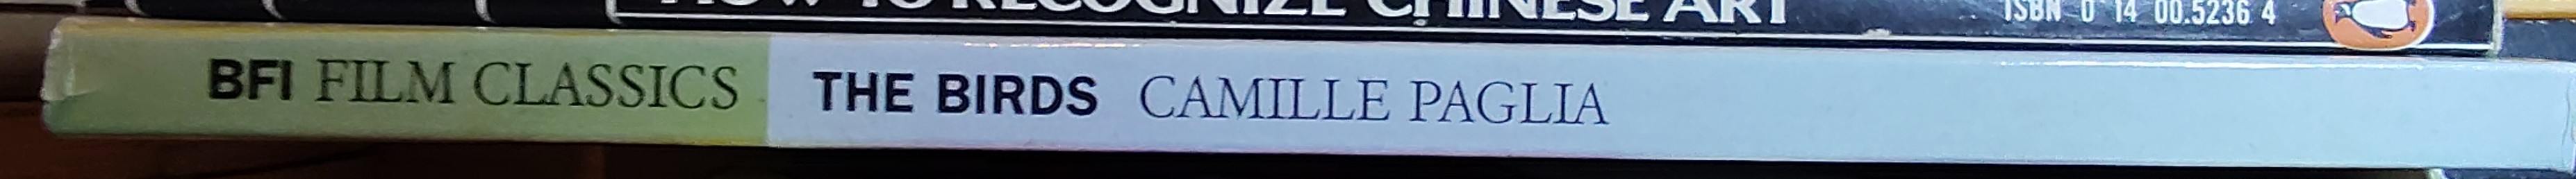 HOW TO RECOGNIZE CHINESE ART ISBN 0 14 00.5236 4
BFI FILM CLASSICS THE BIRDS CAMILLE PAGLIA